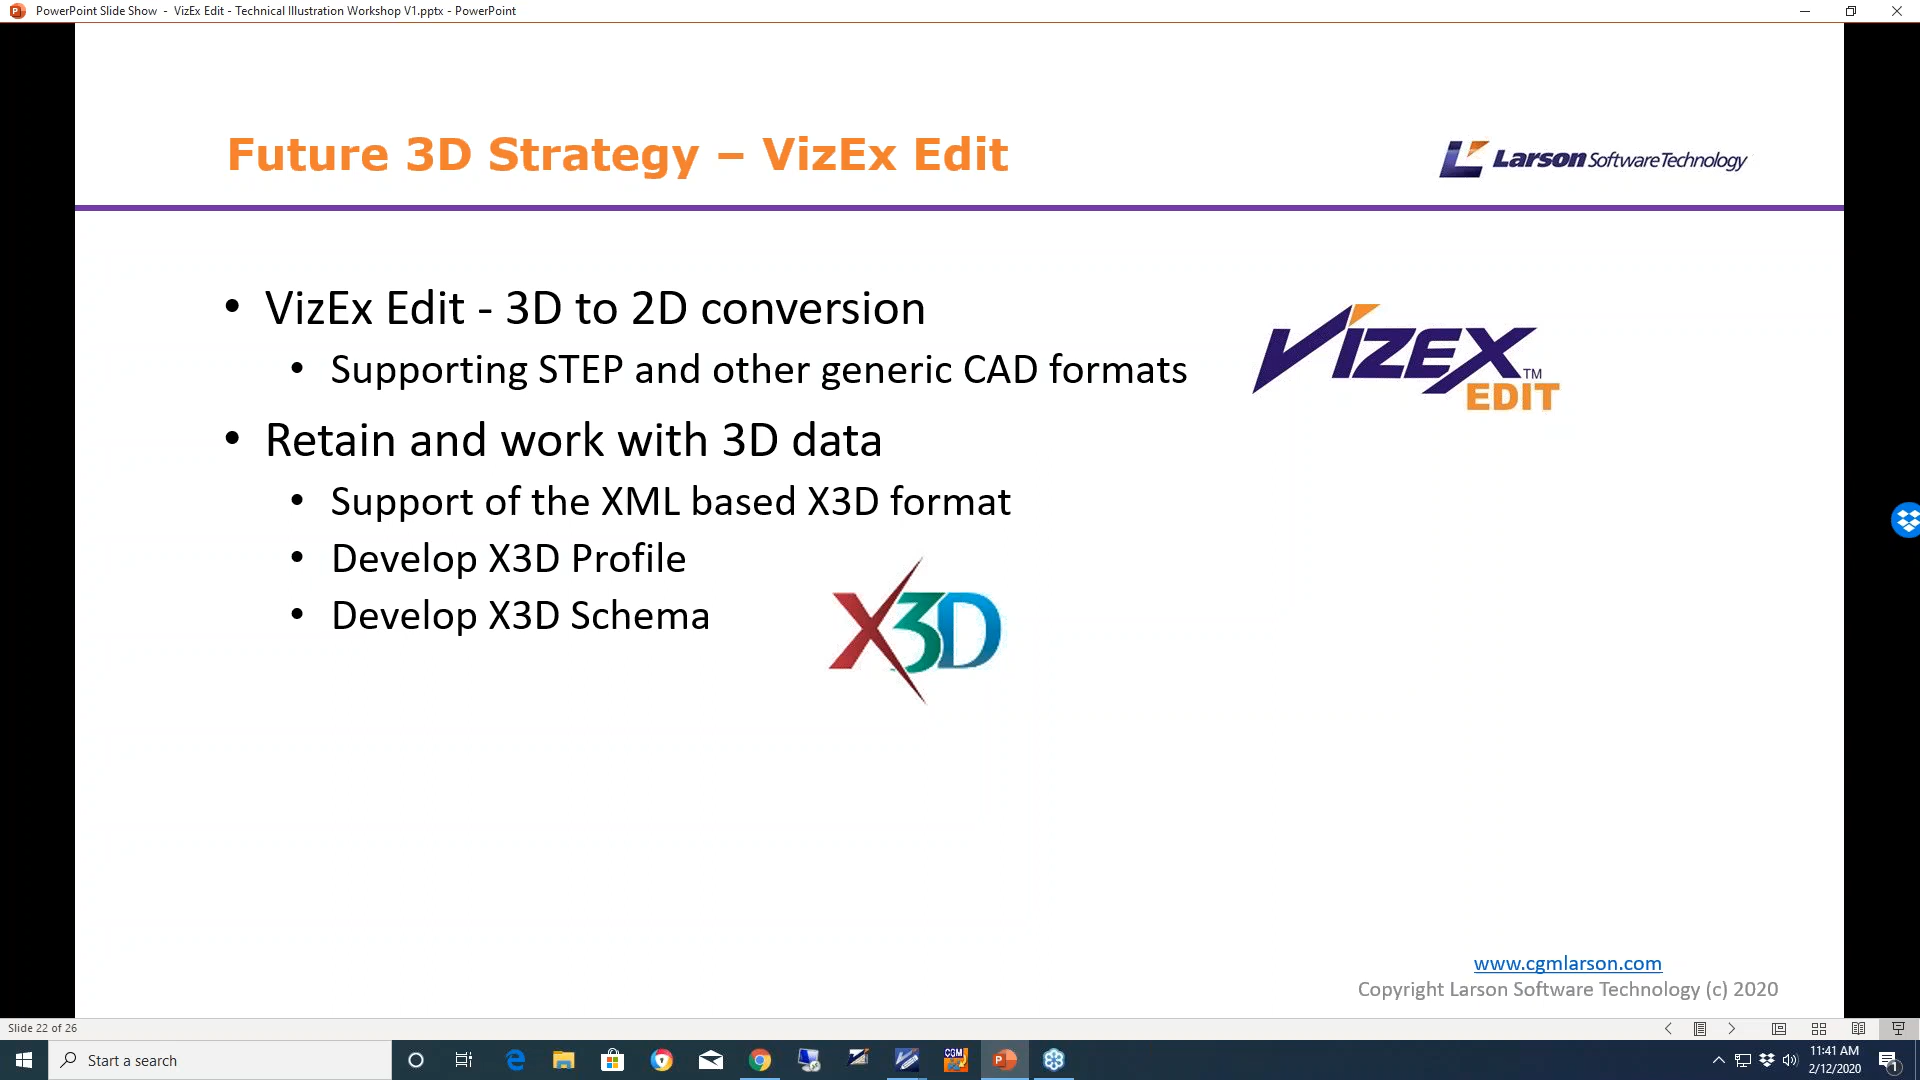 PowerPoint Slide Show - VizEx Edit - Technical Illustration Workshop V1.pptx - PowerPoint
Future 3D Strategy – VizEx Edit
Larson Software Technology
• VizEx Edit - 3D to 2D conversion
• Supporting STEP and other generic CAD formats
VIZEX™
EDIT
• Retain and work with 3D data
• Support of the XML based X3D format
• Develop X3D Profile
• Develop X3D Schema
X3D
www.cgmlarson.com
Copyright Larson Software Technology (c) 2020
Slide 22 of 26
Start a search
CGM
11:41 AM
2/12/2020
1